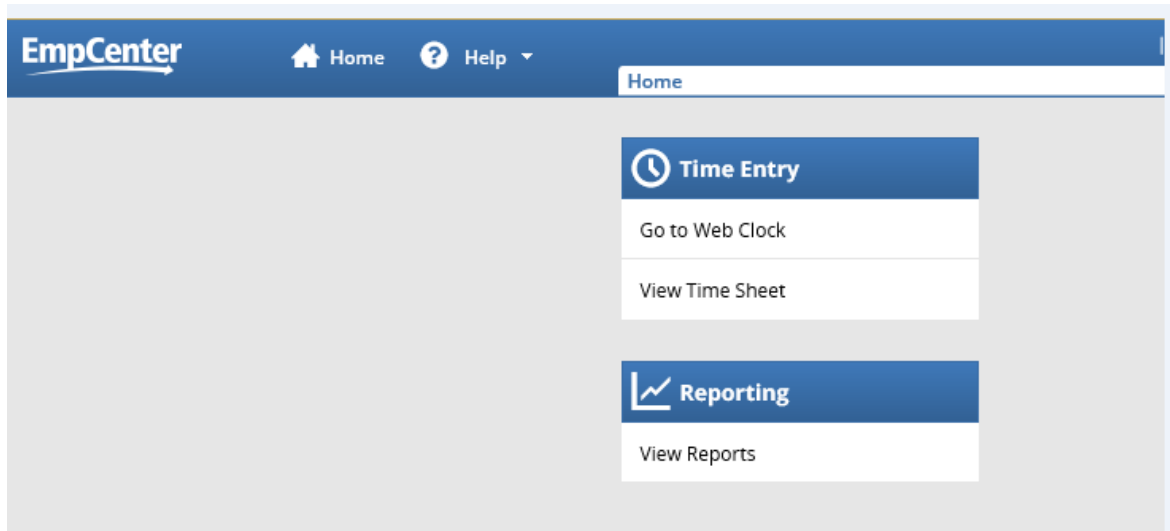 EmpCenter
Home
Help
Home
Time Entry
Go to Web Clock
View Time Sheet
Reporting
View Reports